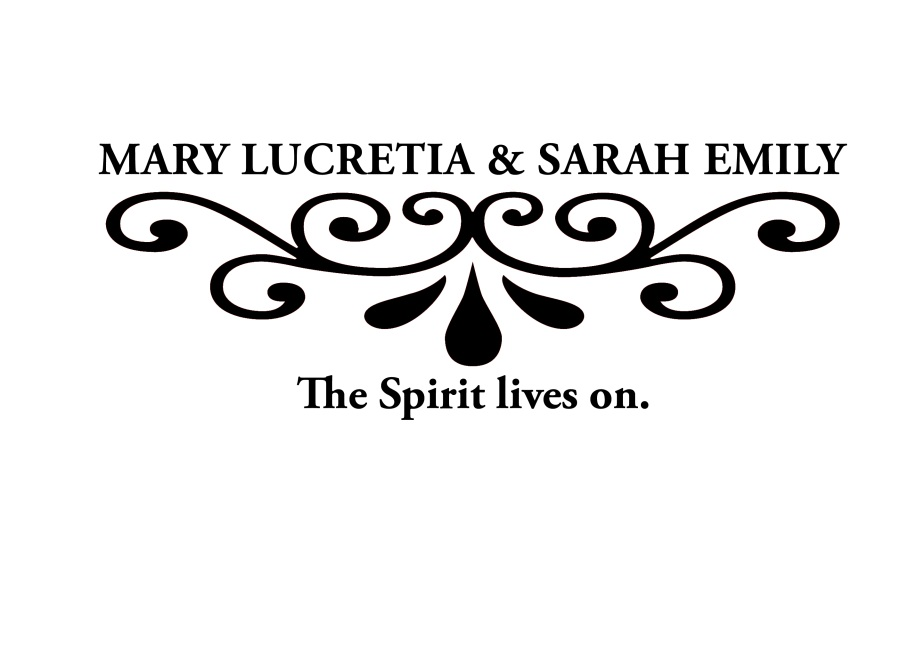 MARY LUCRETIA & SARAH EMILY
The Spirit lives on.